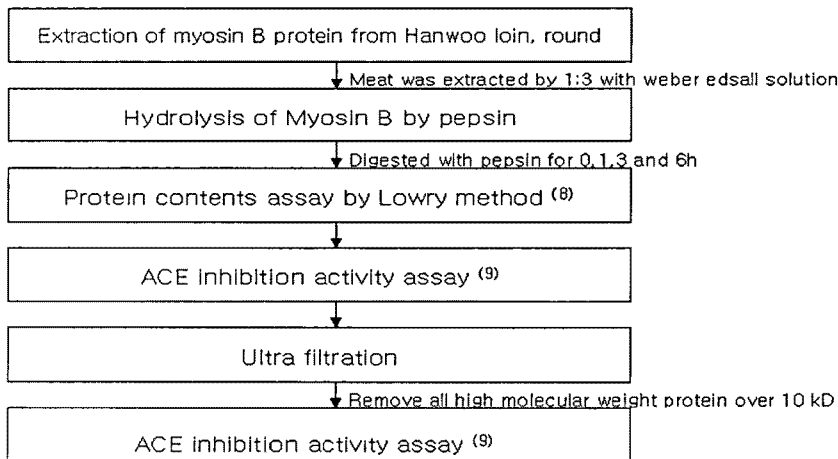 Extraction of myosin B protein from Hanwoo loin, round
Meat was extracted by 1:3 with weber edsall solution
Hydrolysis of Myosin B by pepsin
Digested with pepsin for 0,1,3 and 6h
Protein contents assay by Lowry method (8)
ACE inhibition activity assay (9)
Ultra filtration
Remove all high molecular weight protein over 10 kD
ACE inhibition activity assay (9)